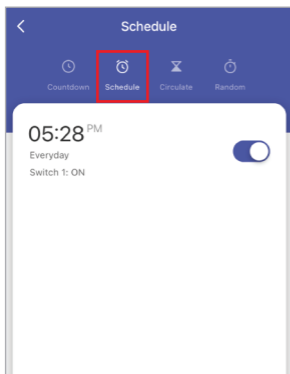 Schedule
Countdown Schedule Circulate Random
05:28 PM
Everyday
Switch 1: ON